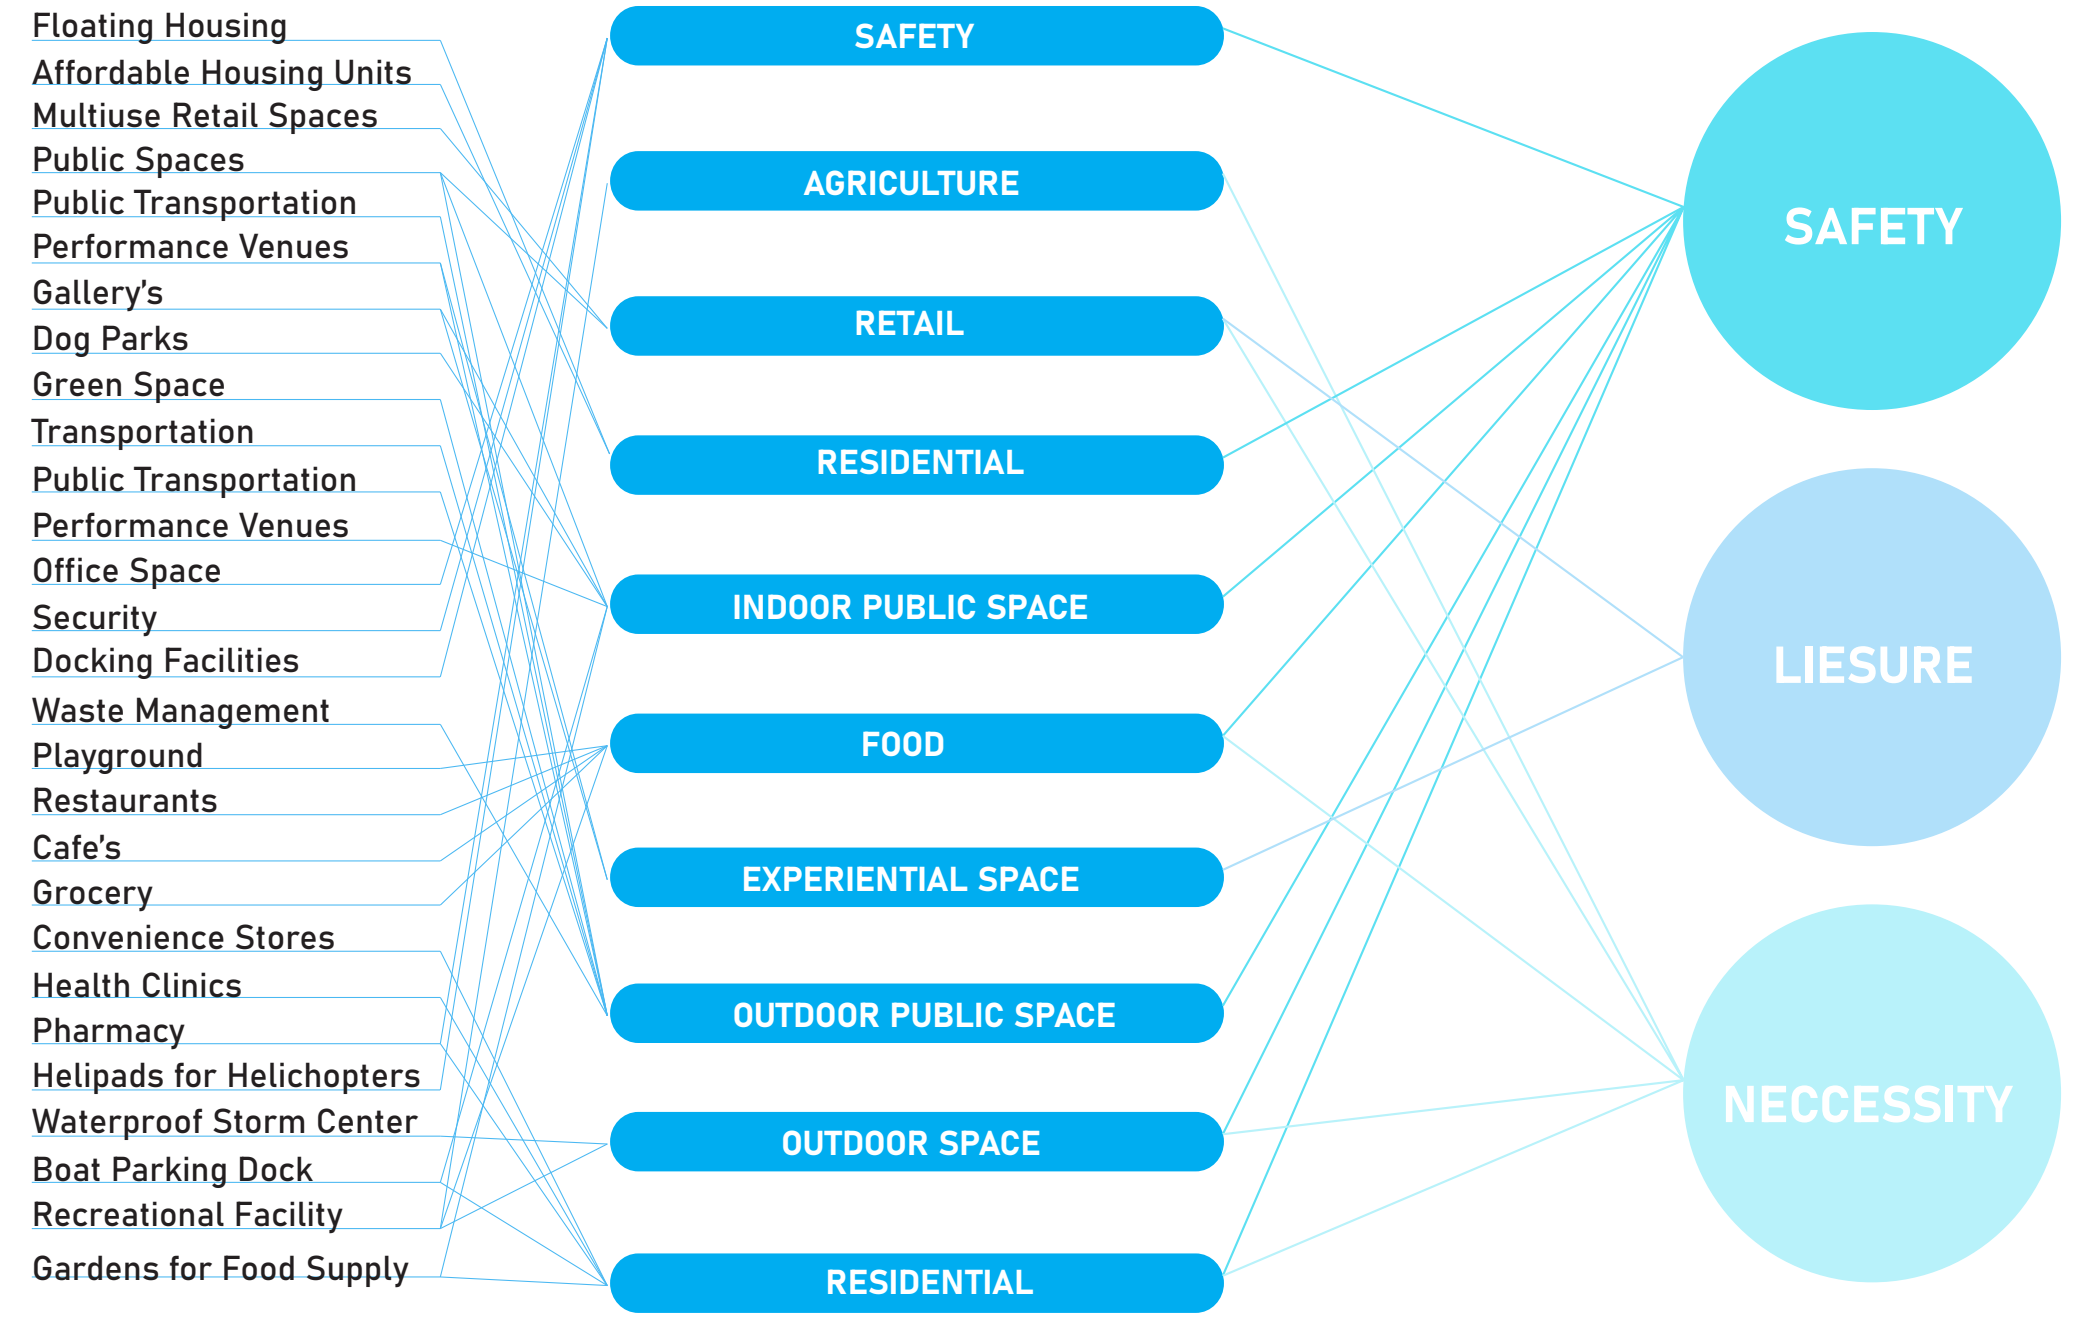 Floating Housing
Affordable Housing Units
Multiuse Retail Spaces
Public Spaces
Public Transportation
Performance Venues
Gallery’s
Dog Parks
Green Space
Transportation
Public Transportation
Performance Venues
Office Space
Security
Docking Facilities
Waste Management
Playground
Restaurants
Cafe’s
Grocery
Convenience Stores
Health Clinics
Pharmacy
Helipads for Helichopters
Waterproof Storm Center
Boat Parking Dock
Recreational Facility
Gardens for Food Supply
SAFETY
AGRICULTURE
RETAIL
RESIDENTIAL
INDOOR PUBLIC SPACE
FOOD
EXPERIENTIAL SPACE
OUTDOOR PUBLIC SPACE
OUTDOOR SPACE
RESIDENTIAL
SAFETY
LIESURE
NECCESSITY